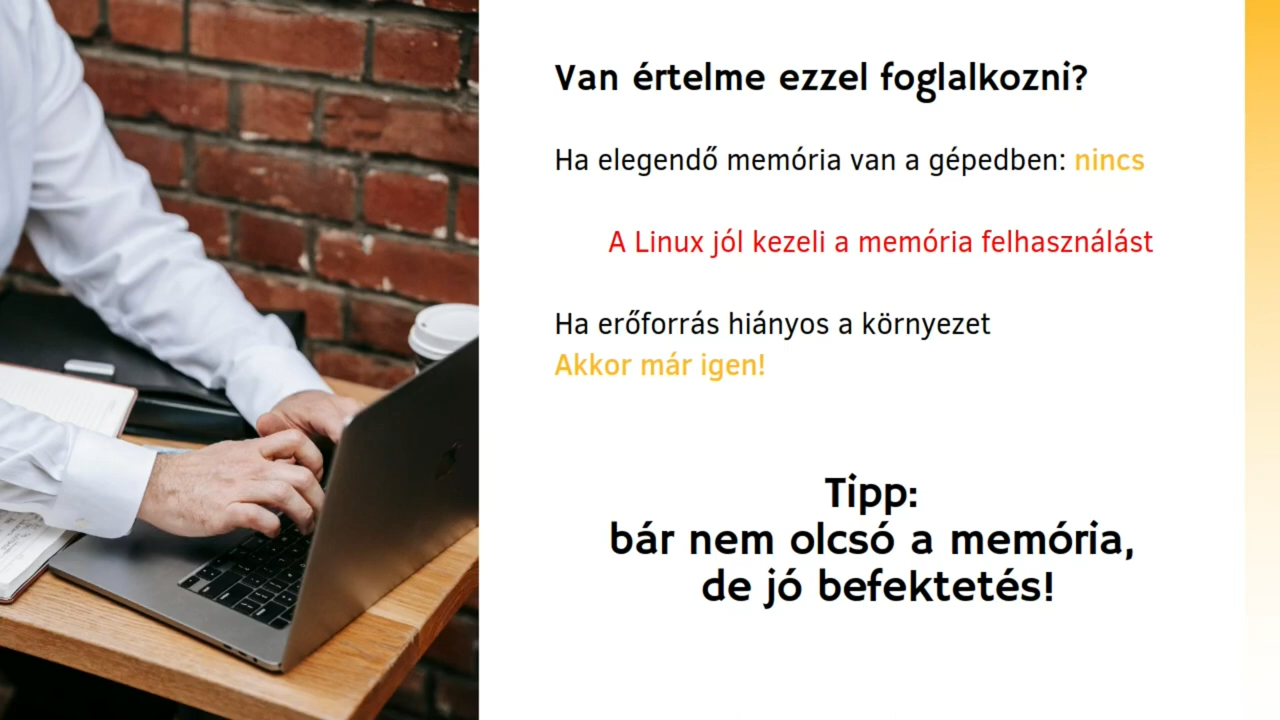 Van értelme ezzel foglalkozni?
Ha elegendő memória van a gépedben: nincs
A Linux jól kezeli a memória felhasználást
Ha erőforrás hiányos a környezet
Akkor már igen!
Tipp:
bár nem olcsó a memória,
de jó befektetés!